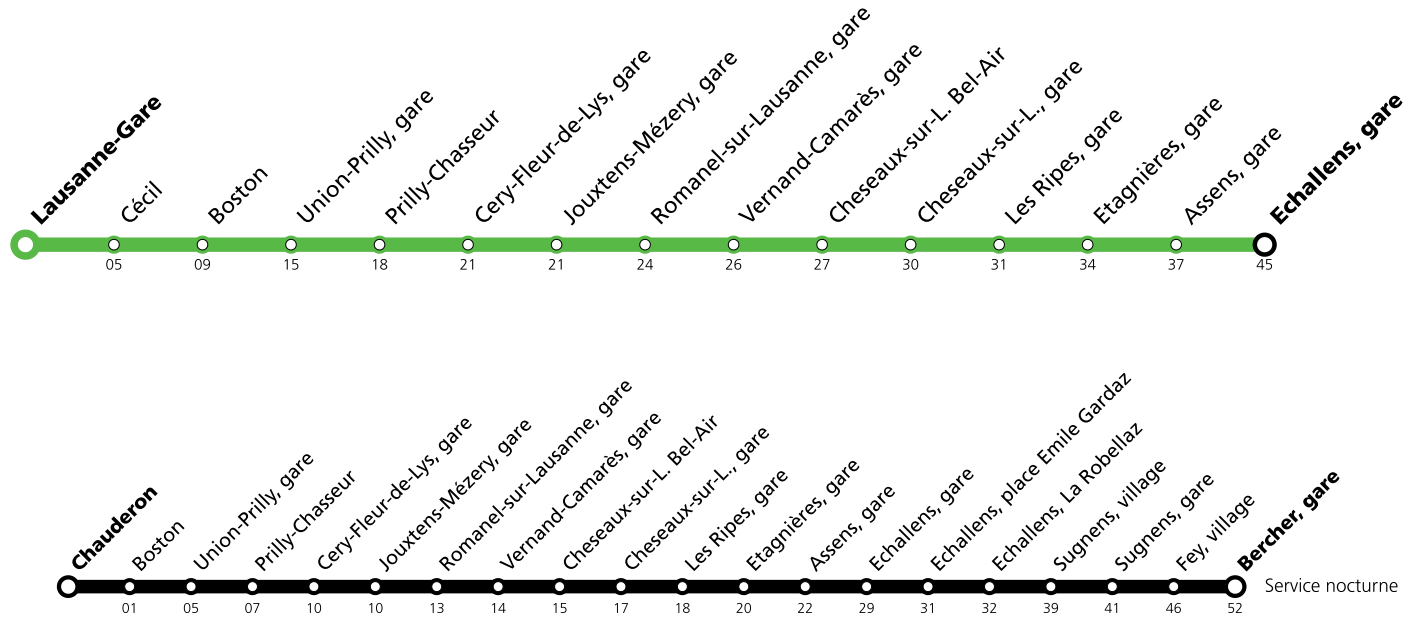 Lausanne-Gare
Cécil
Boston
Union-Prilly, gare
Prilly-Chasseur
Cery-Fleur-de-Lys, gare
Jouxtens-Mézery, gare
Romanel-sur-Lausanne, gare
Vernand-Camarès, gare
Cheseaux-sur-L. Bel-Air
Cheseaux-sur-L., gare
Les Ripes, gare
Etagnières, gare
Assens, gare
Echallens, gare
05 09 15 18 21 21 24 26 27 30 31 34 37 45
Chauderon
Boston
Union-Prilly, gare
Prilly-Chasseur
Cery-Fleur-de-Lys, gare
Jouxtens-Mézery, gare
Romanel-sur-Lausanne, gare
Vernand-Camarès, gare
Cheseaux-sur-L. Bel-Air
Cheseaux-sur-L., gare
Les Ripes, gare
Etagnières, gare
Assens, gare
Echallens, gare
Echallens, place Emile Gardaz
Echallens, La Robellaz
Sugnens, village
Sugnens, gare
Fey, village
Bercher, gare
Service nocturne
01 05 07 10 10 13 14 15 17 18 20 22 29 31 32 39 41 46 52